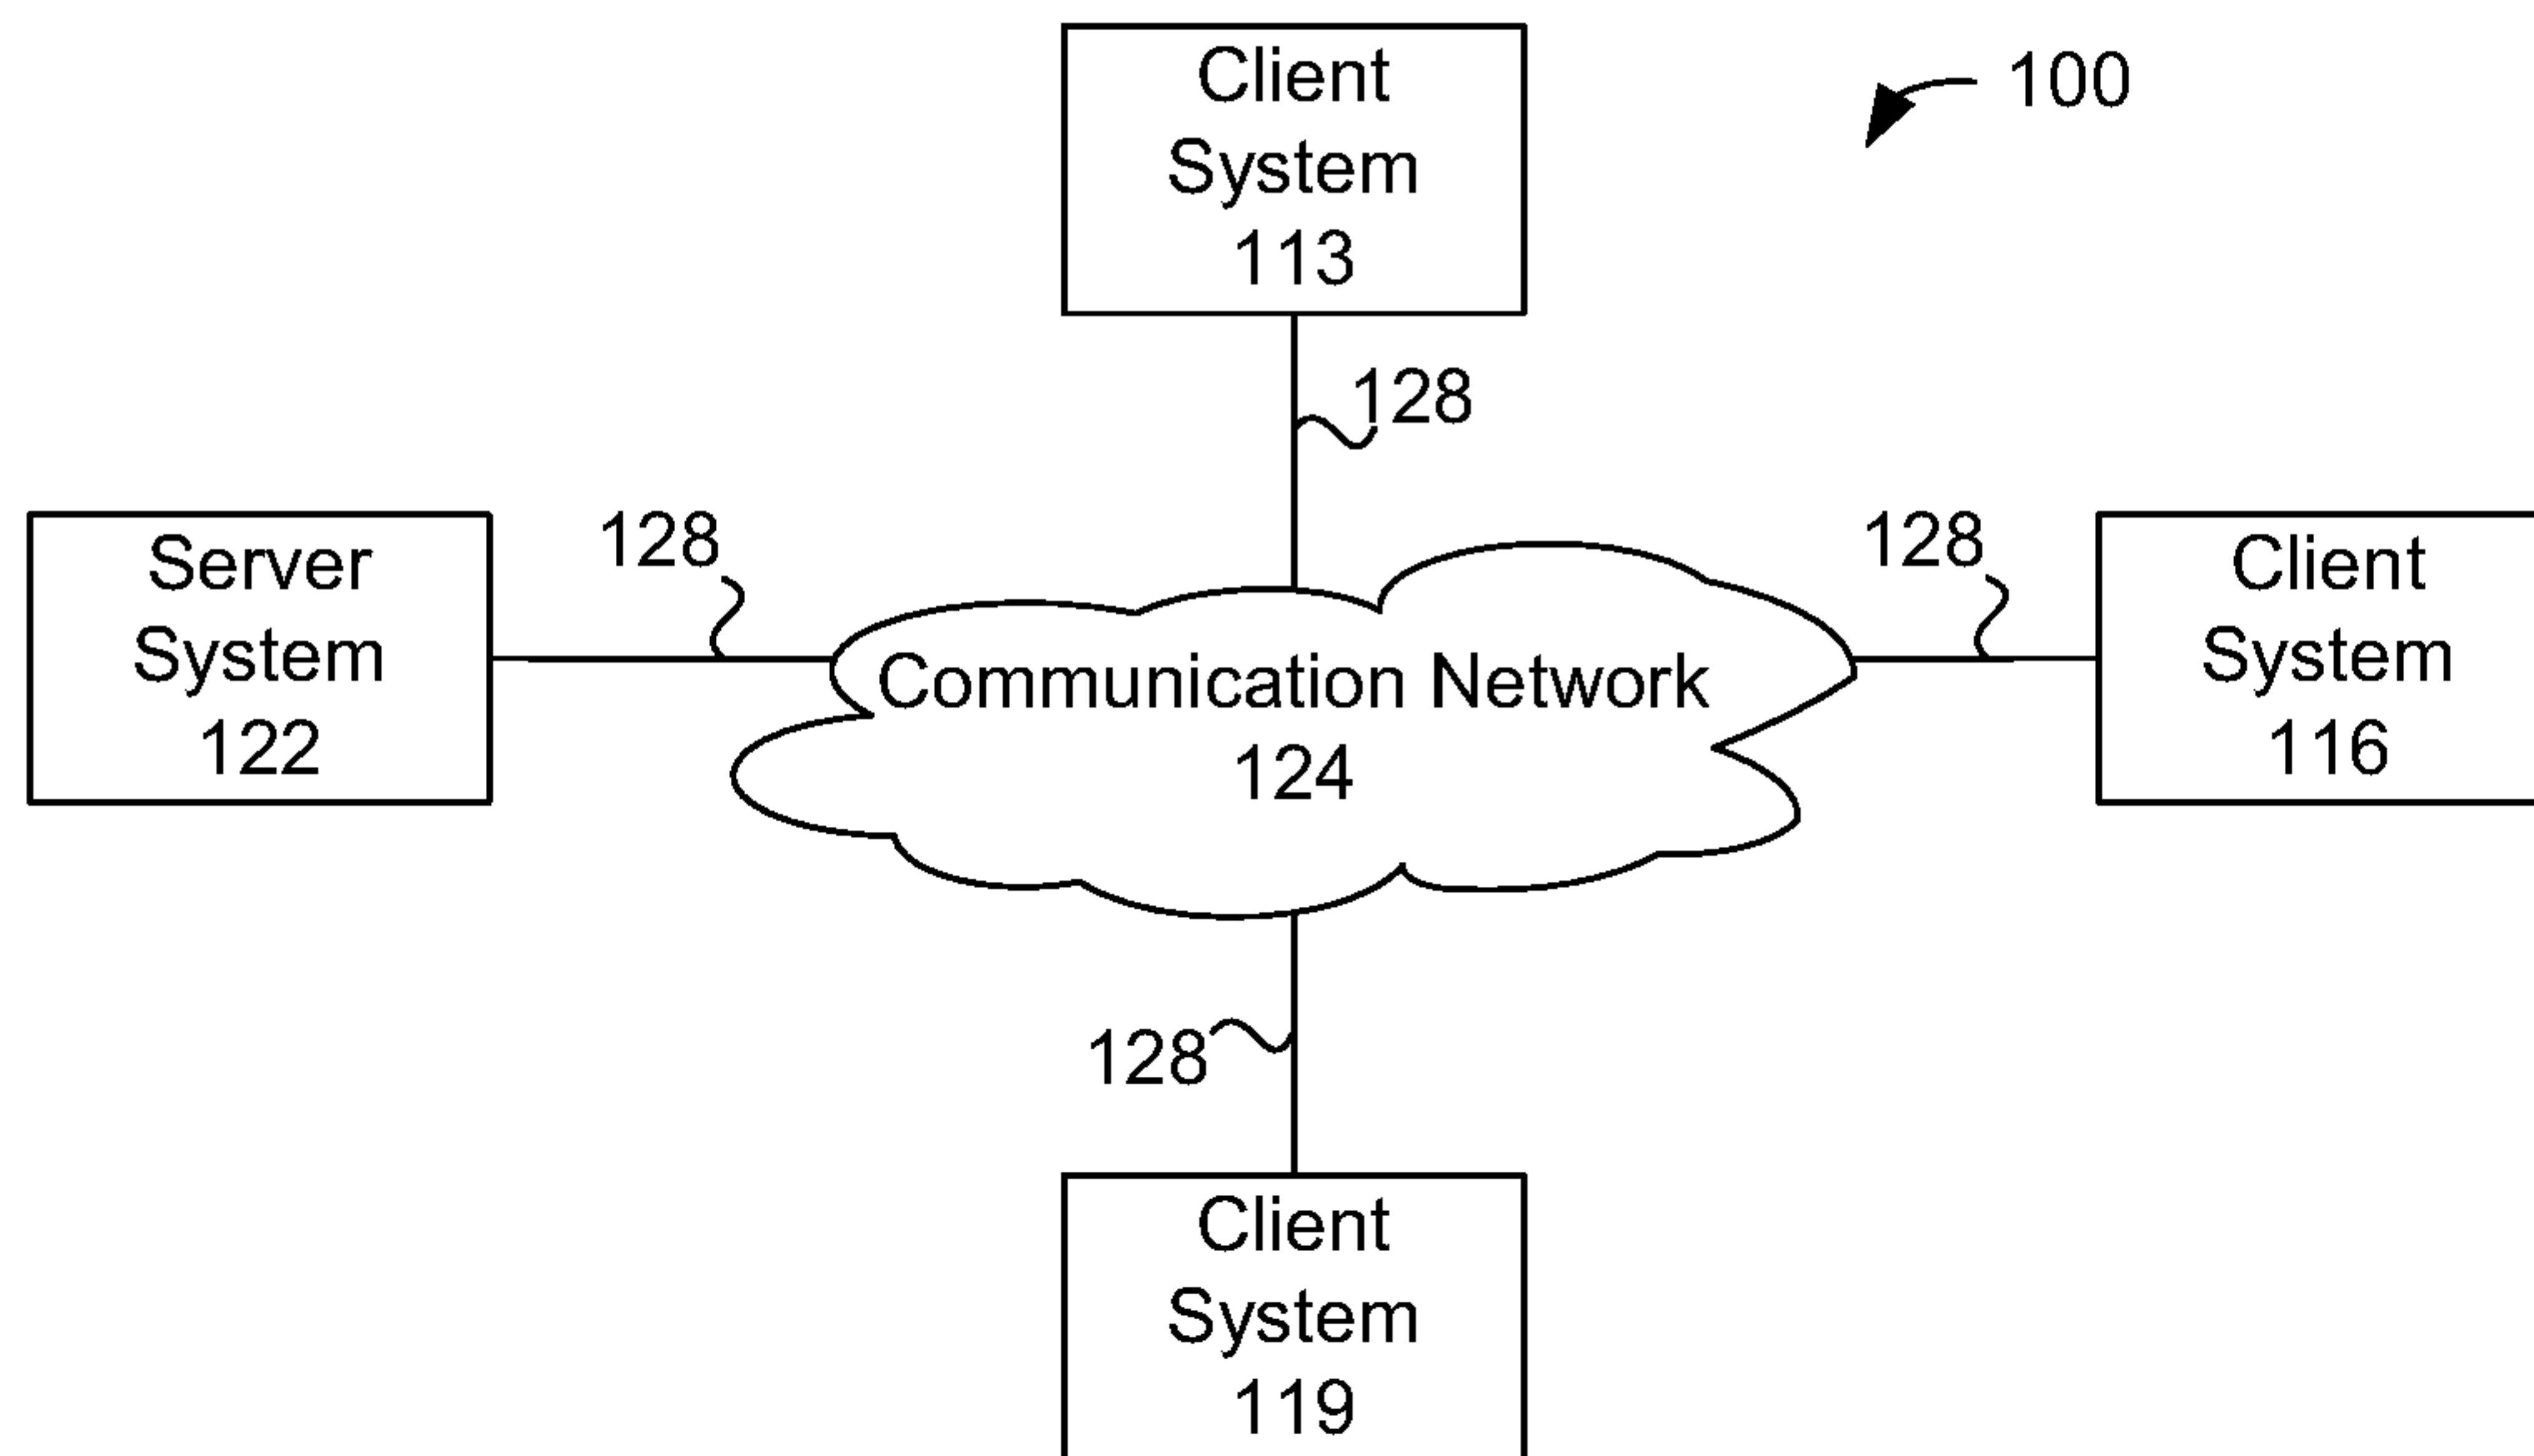 Client
System
113
100
128
Server
System
122
128
Communication Network
124
128
Client
System
116
128
Client
System
119